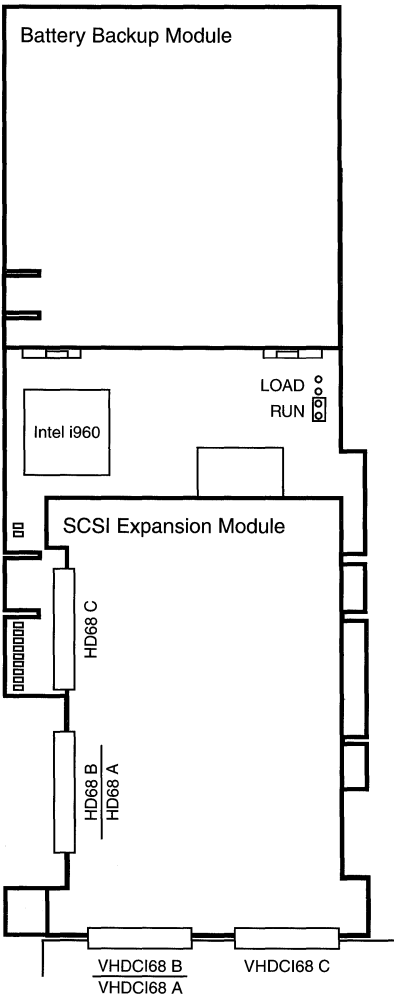 Battery Backup Module
LOAD
RUN
Intel i960
SCSI Expansion Module
HD68 C
HD68 B
HD68 A
VHDCI68 B
VHDCI68 A
VHDCI68 C